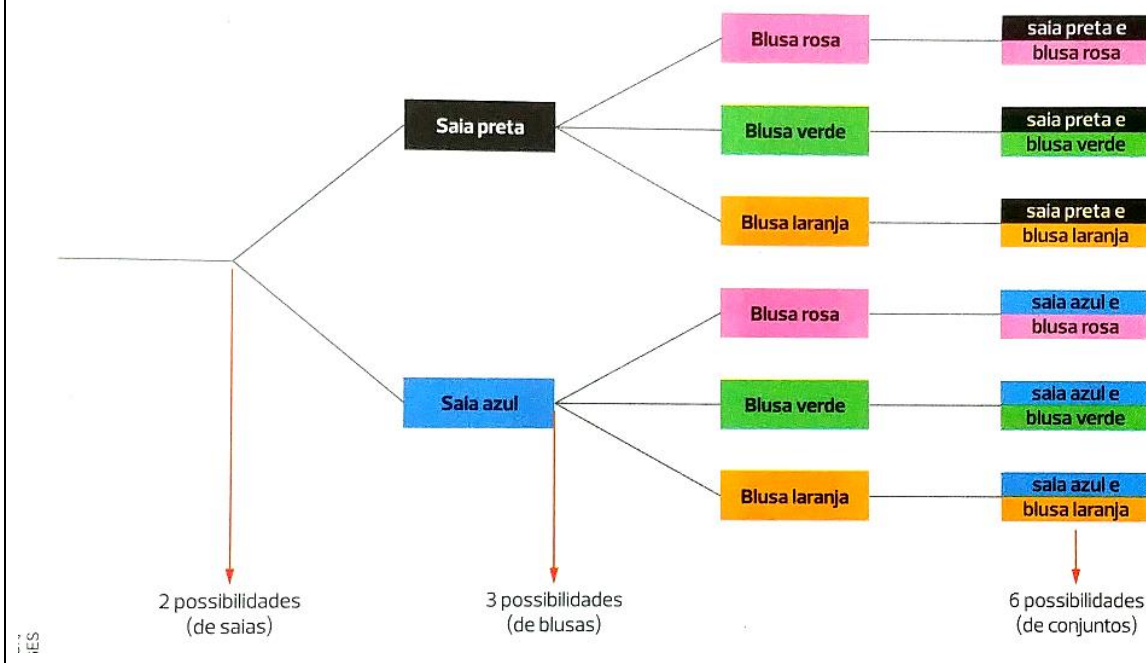 Blusa rosa
saia preta e
blusa rosa
Saia preta
Blusa verde
saia preta e
blusa verde
Blusa laranja
saia preta e
blusa laranja
Blusa rosa
saia azul e
blusa rosa
Saia azul
Blusa verde
saia azul e
blusa verde
Blusa laranja
saia azul e
blusa laranja
2 possibilidades
(de saias)
3 possibilidades
(de blusas)
6 possibilidades
(de conjuntos)